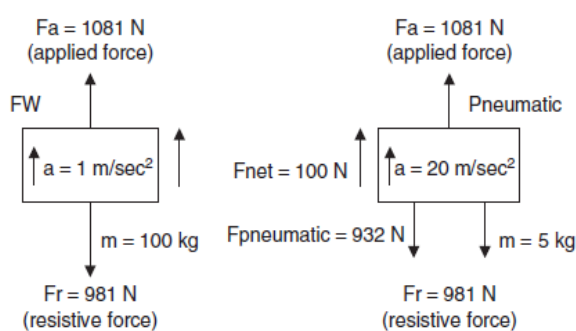 Fa = 1081 N
(applied force)
FW
a = 1 m/sec²
m = 100 kg
Fr = 981 N
(resistive force)
Fa = 1081 N
(applied force)
Pneumatic
Fnet = 100 N
a = 20 m/sec²
Fpneumatic = 932 N
m = 5 kg
Fr = 981 N
(resistive force)